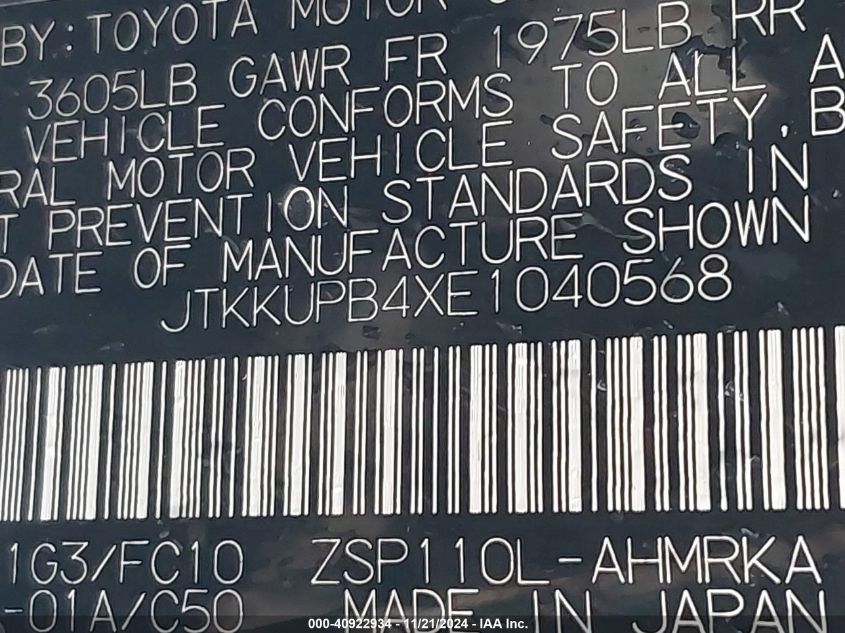 BY: TOYOTA MOTOR
3605LB GAWR FR 1975LB RR
VEHICLE CONFORMS TO ALL A
RAL MOTOR VEHICLE SAFETY, B
T PREVENTION STANDARDS IN
DATE OF MANUFACTURE SHOWN
JTKKUPB4XE1040568
1G3/FC10 ZSP110L-AHMRKA
-01A/C50 MADE IN JAPAN
000-40922934 - 11/21/2024 - IAA Inc.